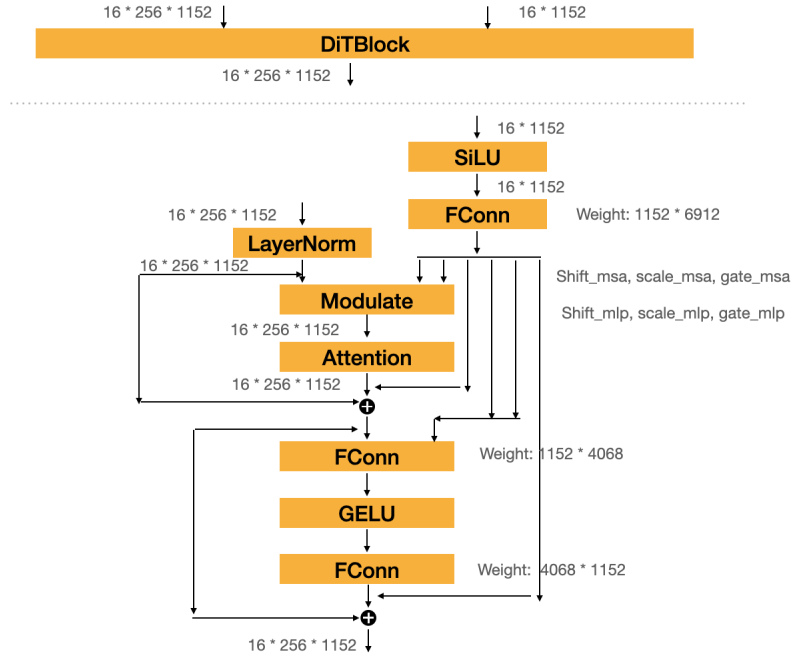 16 * 256 * 1152
16 * 1152
DiTBlock
16 * 256 * 1152
16 * 1152
SiLU
16 * 1152
FConn
Weight: 1152 * 6912
16 * 256 * 1152
LayerNorm
16 * 256 * 1152
Shift_msa, scale_msa, gate_msa
Modulate
Shift_mlp, scale_mlp, gate_mlp
16 * 256 * 1152
Attention
16 * 256 * 1152
FConn
Weight: 1152 * 4068
GELU
FConn
Weight: 4068 * 1152
16 * 256 * 1152